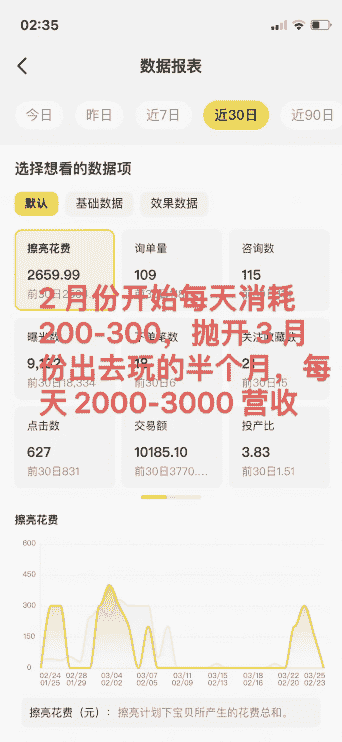 02:35
数据报表
今日
昨日
近7日
近30日
近90日
选择想看的数据项
默认
基础数据
效果数据
擦亮花费
询单量
咨询数
2659.99
109
115
2月份开始每天消耗
200-300，抛开3月
份出去玩的半个月，每
天 2000-3000 营收
点击数
交易额
投产比
627
10185.10
3.83
前30日831
前30日3770....
前30日1.51
擦亮花费
600
450
300
150
0
02/24 02/28 03/04 03/07 03/11 03/15 03/18 03/22 03/25
01/25 01/29 02/02 02/05 02/09 02/13 02/16 02/20 02/23
擦亮花费（元）： 擦亮计划下宝贝所产生的花费总和。